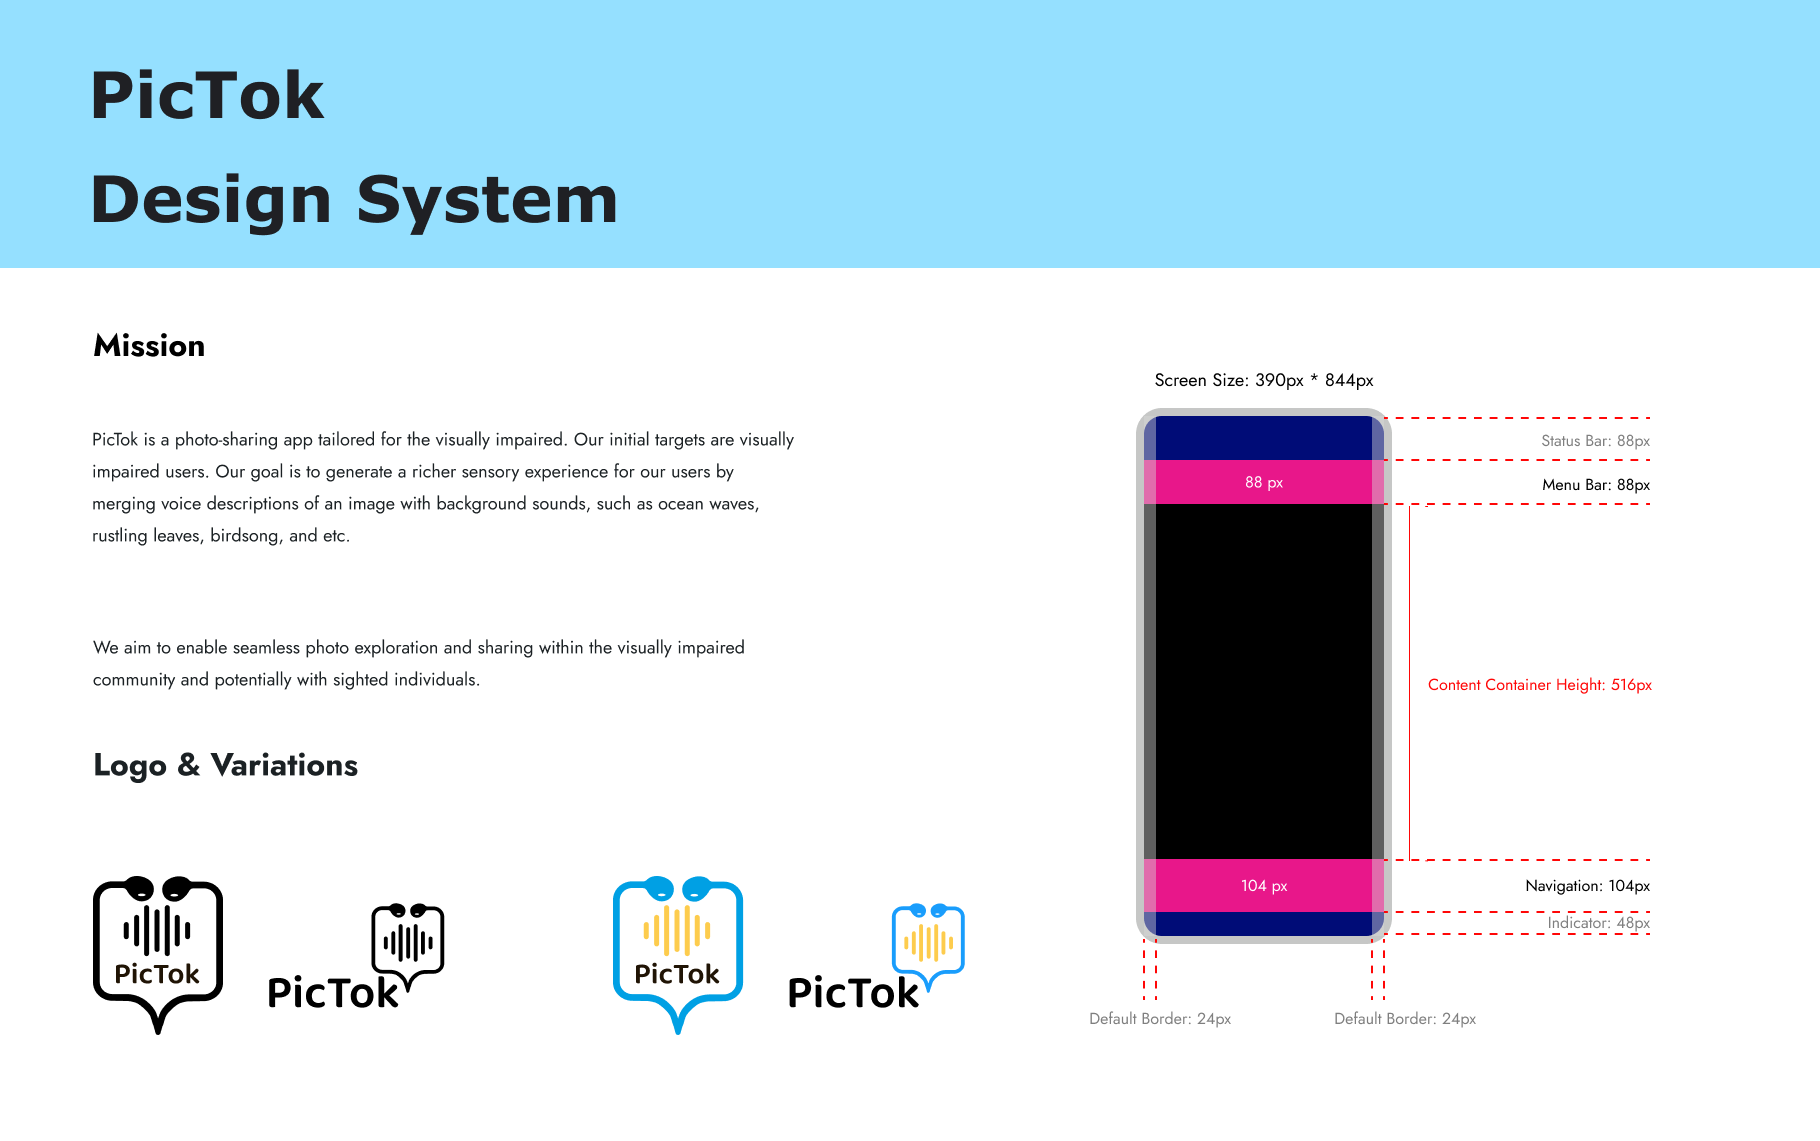 PicTok
Design System
Mission
PicTok is a photo-sharing app tailored for the visually impaired. Our initial targets are visually
impaired users. Our goal is to generate a richer sensory experience for our users by
merging voice descriptions of an image with background sounds, such as ocean waves,
rustling leaves, birdsong, and etc.
We aim to enable seamless photo exploration and sharing within the visually impaired
community and potentially with sighted individuals.
Logo & Variations
PicTok
PicTok
PicTok
PicTok
Screen Size: 390px * 844px
Status Bar: 88px
88 px
Menu Bar: 88px
Content Container Height: 516px
104 px
Navigation: 104px
Indicator: 48px
Default Border: 24px
Default Border: 24px